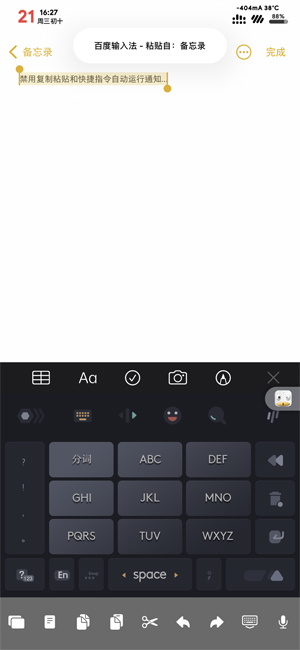 21 16:27
周三初十
-404mA 38°C
88%
百度输入法 - 粘贴自：备忘录
备忘录
完成
禁用复制粘贴和快捷指令自动运行通知...
Aa
?
分词
ABC
DEF
!
GHI
JKL
MNO
PQRS
TUV
WXYZ
?123
En
space